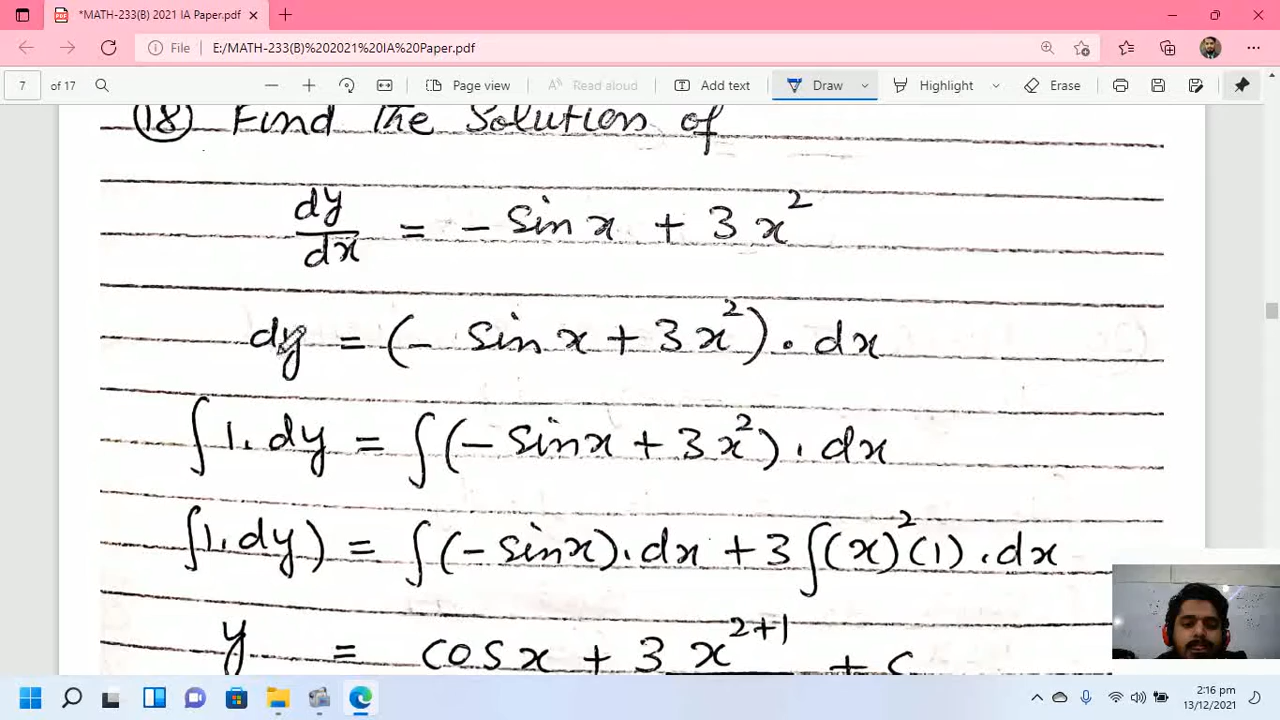 *MATH-233(B) 2021 IA Paper.pdf
File E:/MATH-233(B)%202021%20IA%20Paper.pdf
7 of 17 Page view Read aloud Add text Draw Highlight Erase
(18) Find The Solution of
dy/dx = - sin x + 3x²
dy = (- sin x + 3x²) . dx
∫1. dy = ∫(- sin x + 3x²) . dx
∫1. dy) = ∫(- sin x) . dx + 3∫(x)²(1) . dx
y = cos x + 3 x²⁺¹ + c
2:16 pm
13/12/2021